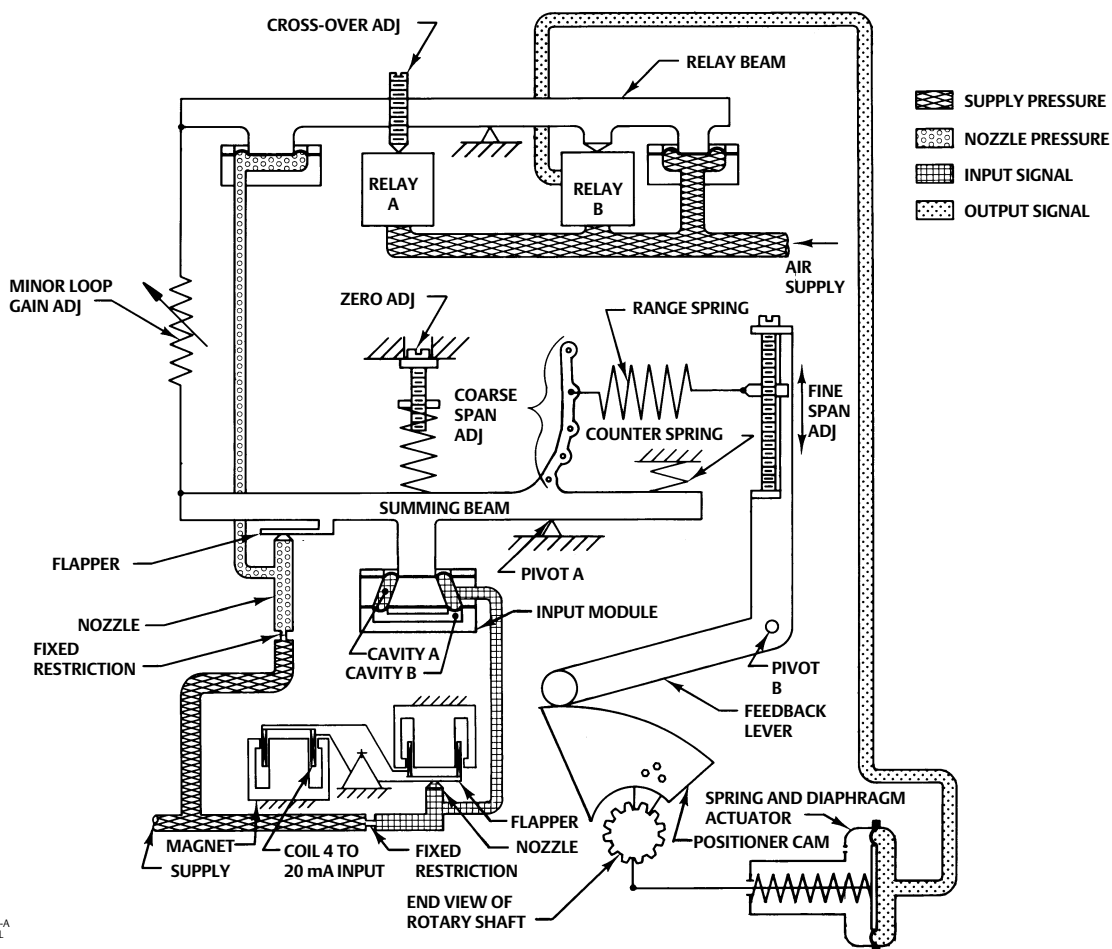 CROSS-OVER ADJ
RELAY BEAM
SUPPLY PRESSURE
NOZZLE PRESSURE
INPUT SIGNAL
OUTPUT SIGNAL
RELAY
A
RELAY
B
AIR
SUPPLY
MINOR LOOP
GAIN ADJ
ZERO ADJ
RANGE SPRING
COARSE
SPAN
ADJ
FINE
SPAN
ADJ
COUNTER SPRING
SUMMING BEAM
FLAPPER
PIVOT A
NOZZLE
INPUT MODULE
FIXED
RESTRICTION
CAVITY A
CAVITY B
PIVOT
B
FEEDBACK
LEVER
SPRING AND DIAPHRAGM
ACTUATOR
FLAPPER
POSITIONER CAM
MAGNET
NOZZLE
SUPPLY
COIL 4 TO
20 mA INPUT
FIXED
RESTRICTION
END VIEW OF
ROTARY SHAFT
-A
L